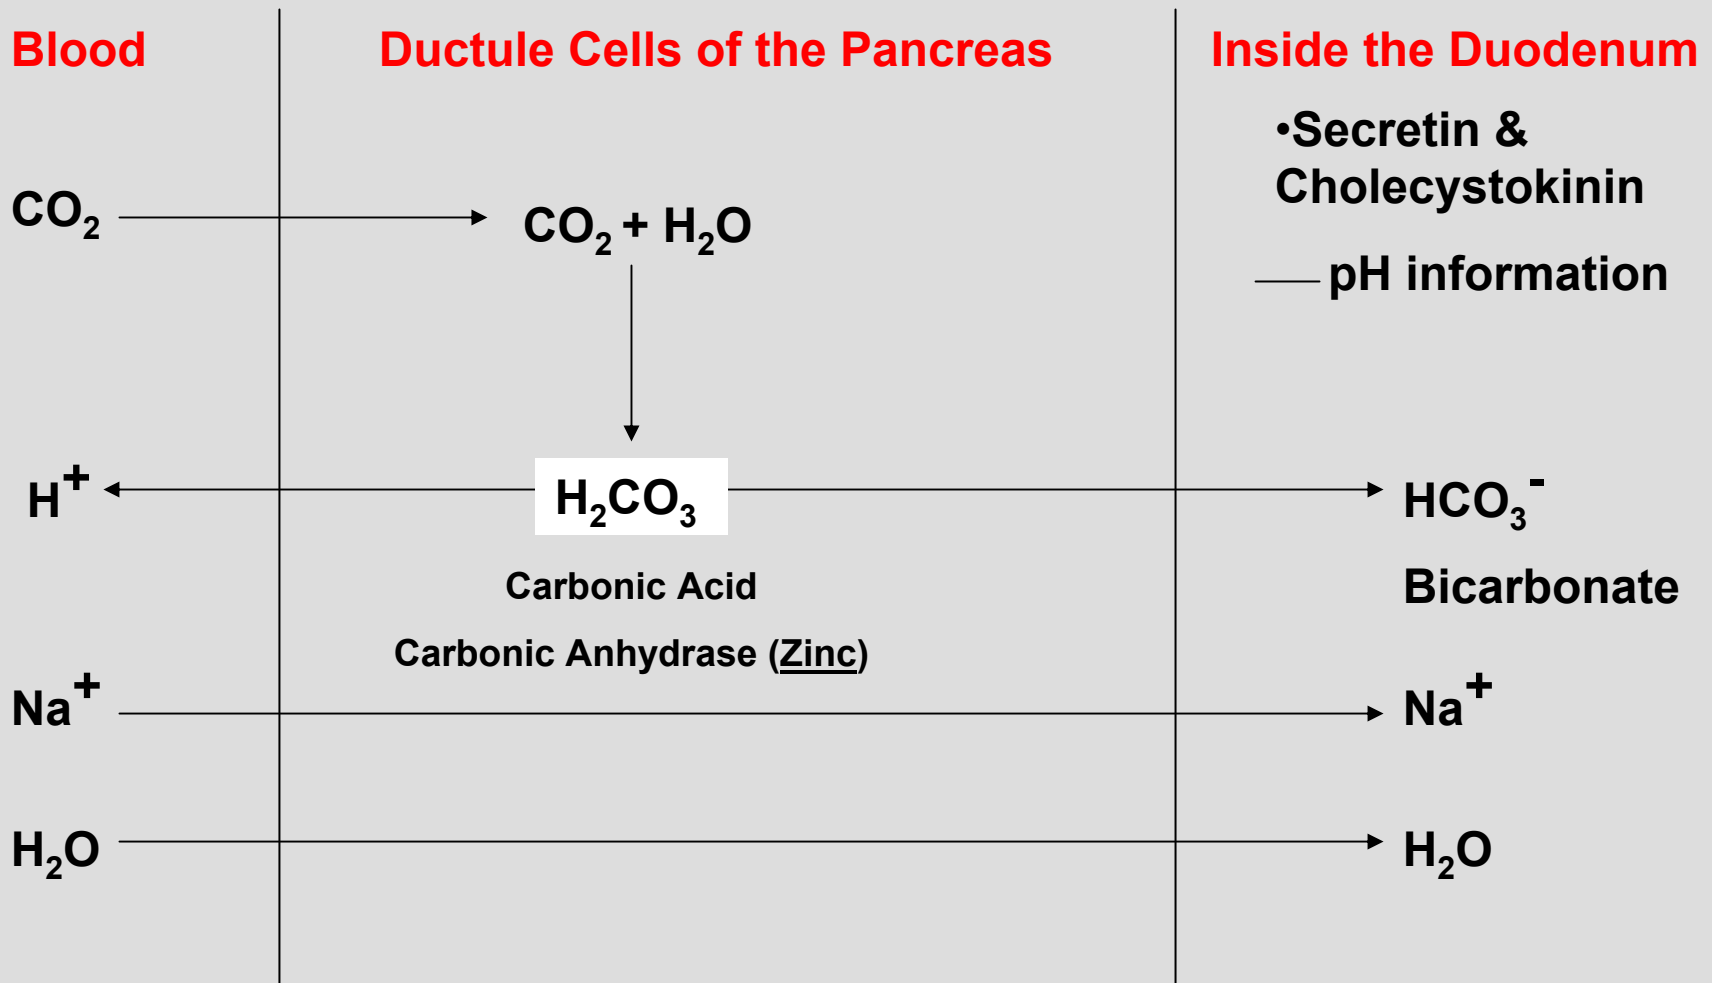 Blood
Ductule Cells of the Pancreas
Inside the Duodenum
•Secretin &
Cholecystokinin
pH information
CO₂
CO₂ + H₂O
H⁺
H₂CO₃
HCO₃⁻
Carbonic Acid
Bicarbonate
Carbonic Anhydrase (Zinc)
Na⁺
Na⁺
H₂O
H₂O